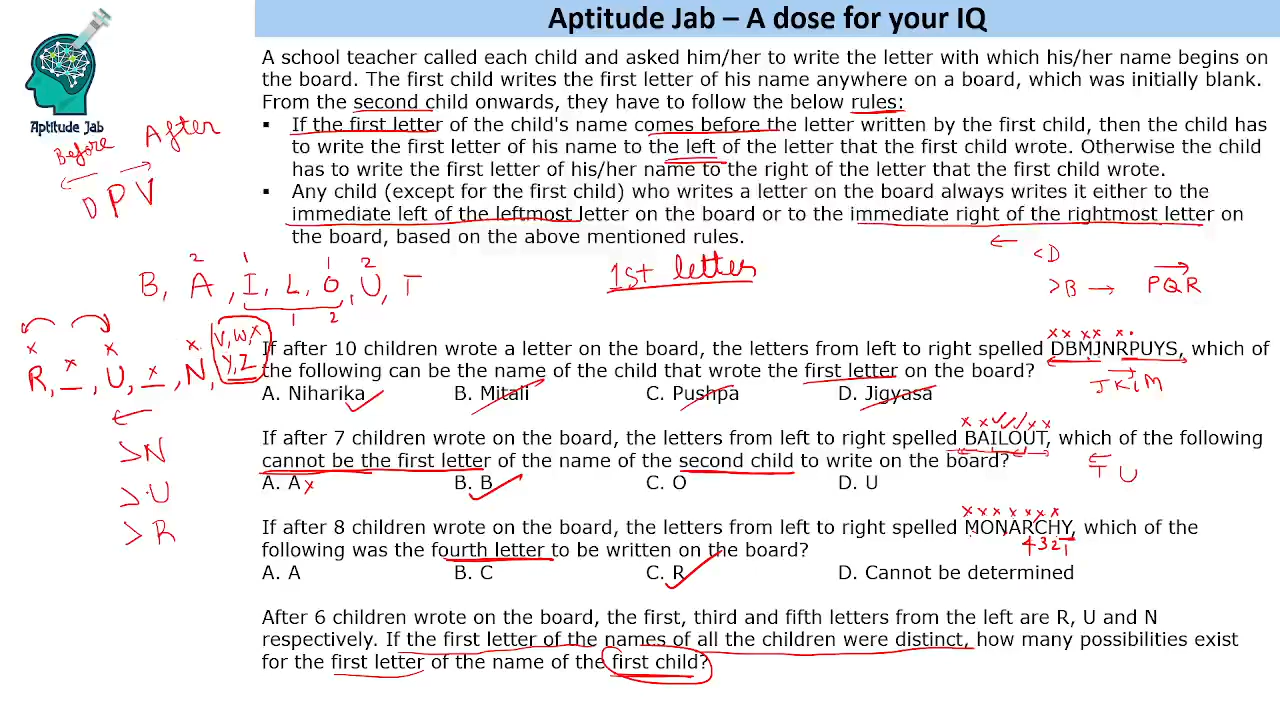 Aptitude Jab – A dose for your IQ
A school teacher called each child and asked him/her to write the letter with which his/her name begins on
the board. The first child writes the first letter of his name anywhere on a board, which was initially blank.
From the second child onwards, they have to follow the below rules:
▪ If the first letter of the child's name comes before the letter written by the first child, then the child has
to write the first letter of his name to the left of the letter that the first child wrote. Otherwise the child
has to write the first letter of his/her name to the right of the letter that the first child wrote.
▪ Any child (except for the first child) who writes a letter on the board always writes it either to the
immediate left of the leftmost letter on the board or to the immediate right of the rightmost letter on
the board, based on the above mentioned rules.
Aptitude Jab
Before After
D P V
<D
>B → PQR
1st letter
2 1 1 2
B, A, I, L, O, U, T
1 2
R, _, U, _, N, V, W, X
Y, Z
>N
>U
>R
If after 10 children wrote a letter on the board, the letters from left to right spelled DBMJNRPUYS, which of
the following can be the name of the child that wrote the first letter on the board?
JKLM
A. Niharika B. Mitali C. Pushpa D. Jigyasa
If after 7 children wrote on the board, the letters from left to right spelled BAILOUT, which of the following
cannot be the first letter of the name of the second child to write on the board?
T U
A. A B. B C. O D. U
If after 8 children wrote on the board, the letters from left to right spelled MONARCHY, which of the
following was the fourth letter to be written on the board?
4 3 2 1
A. A B. C C. R D. Cannot be determined
After 6 children wrote on the board, the first, third and fifth letters from the left are R, U and N
respectively. If the first letter of the names of all the children were distinct, how many possibilities exist
for the first letter of the name of the first child?